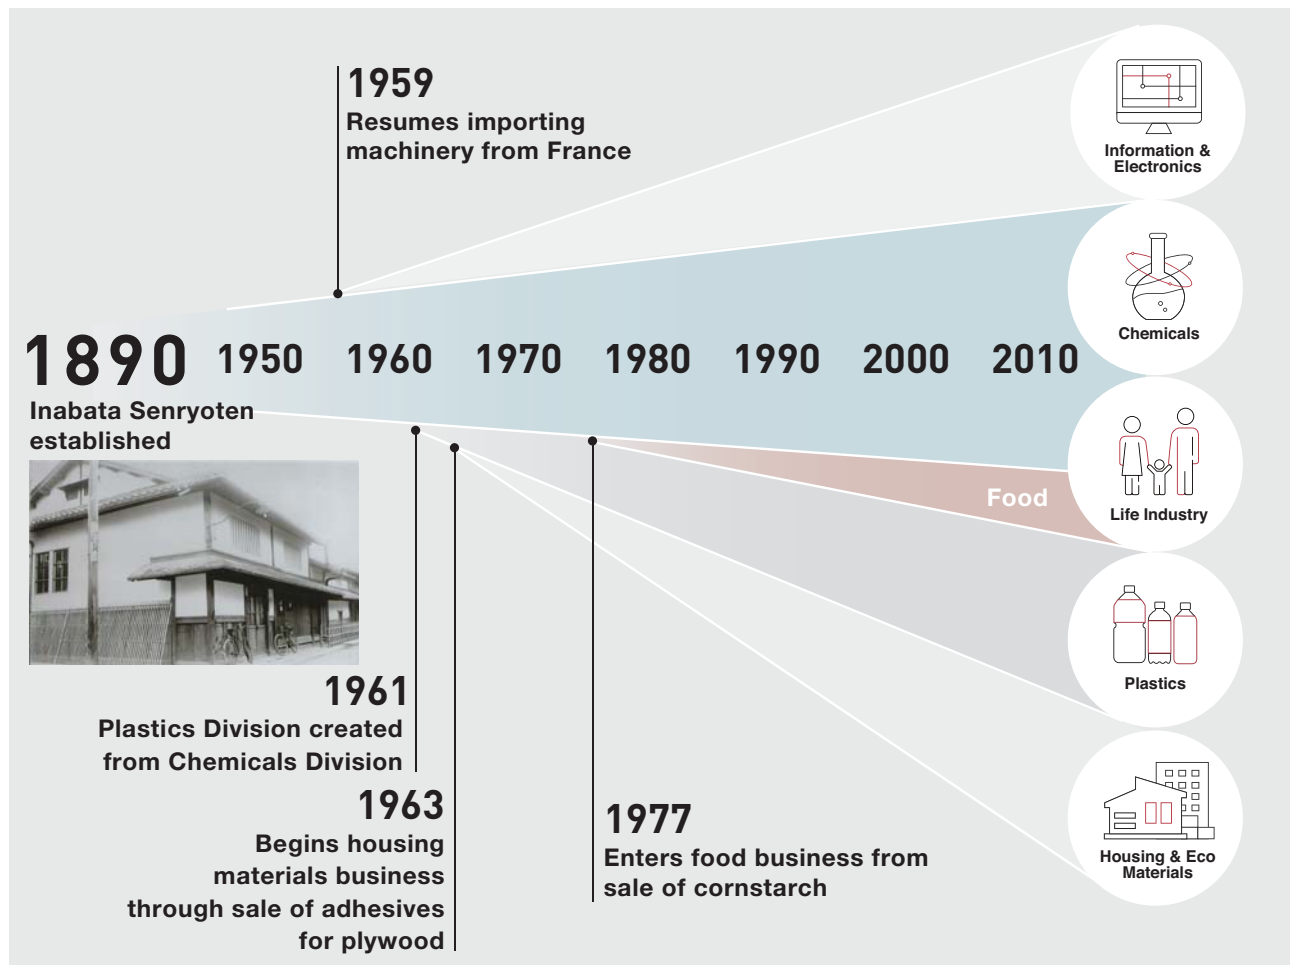 1959
Resumes importing
machinery from France
Information &
Electronics
Chemicals
1890
1950 1960 1970 1980 1990 2000 2010
Inabata Senryoten
established
Food
Life Industry
Plastics
1961
Plastics Division created
from Chemicals Division
1963
Begins housing
materials business
through sale of adhesives
for plywood
1977
Enters food business from
sale of cornstarch
Housing & Eco
Materials